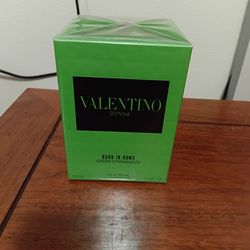 VALENTINO
DONNA
BORN IN ROMA
GREEN STRAVAGANZA